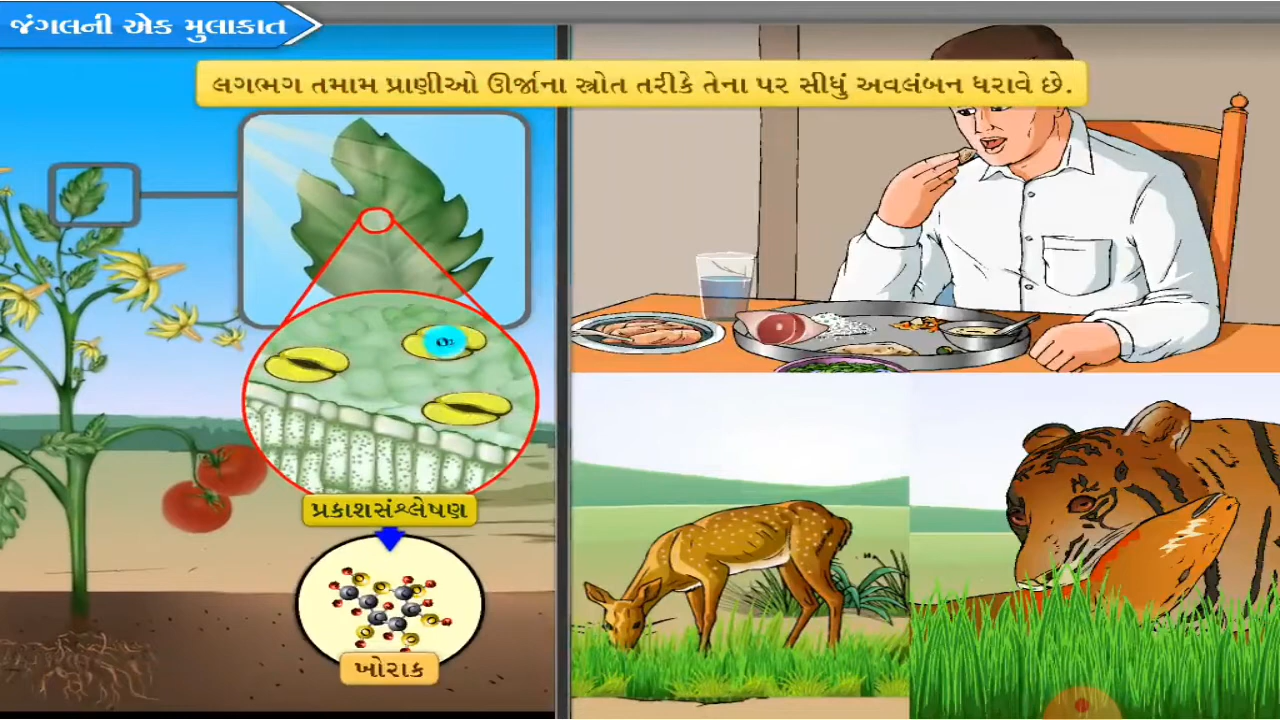 જંગલની એક મુલાકાત
લગભગ તમામ પ્રાણીઓ ઊર્જાના સ્ત્રોત તરીકે તેના પર સીધું અવલંબન ધરાવે છે.
પ્રકાશસંશ્લેષણ
ખોરાક